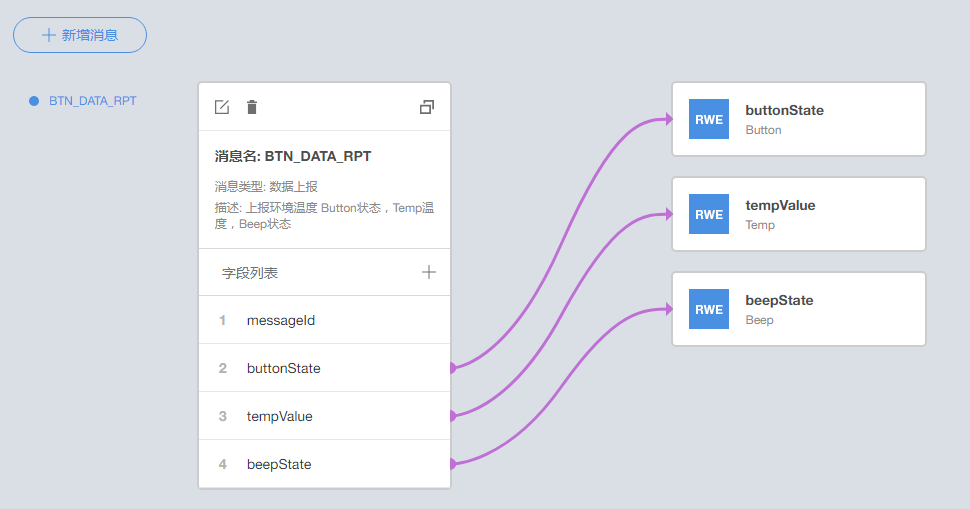 新增消息
BTN_DATA_RPT
消息名: BTN_DATA_RPT
消息类型: 数据上报
描述: 上报环境温度 Button状态，Temp温
度，Beep状态
字段列表
1 messageId
2 buttonState
3 tempValue
4 beepState
RWE buttonState
Button
RWE tempValue
Temp
RWE beepState
Beep